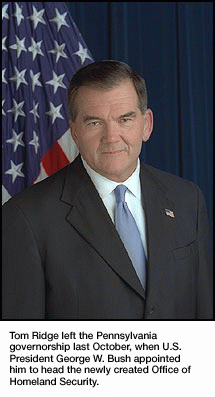 Tom Ridge left the Pennsylvania
governorship last October, when U.S.
President George W. Bush appointed
him to head the newly created Office of
Homeland Security.